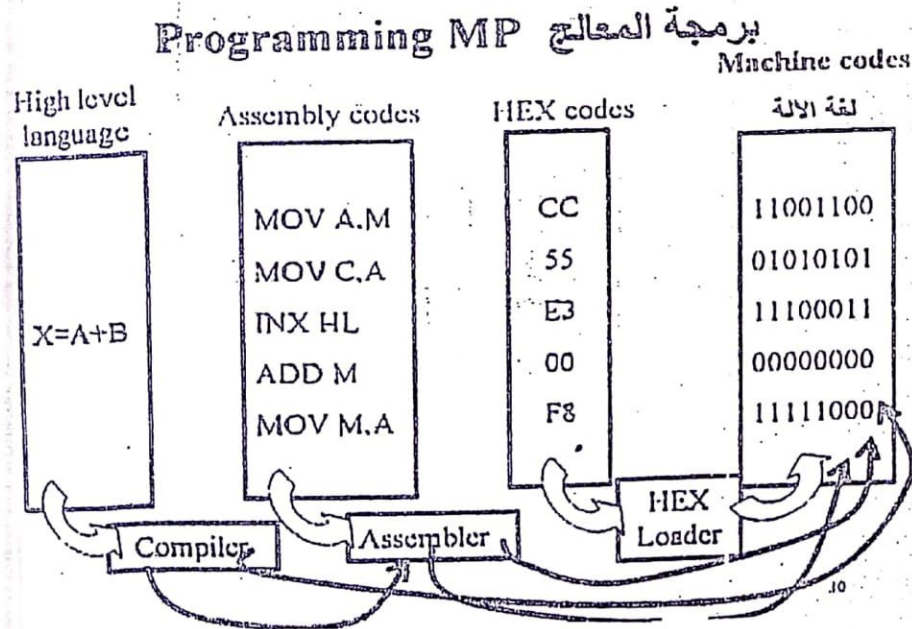 Programming MP برمجة المعالج
High level
language
Assembly codes
HEX codes
Machine codes
لغة الالة
X=A+B
MOV A.M
MOV C.A
INX HL
ADD M
MOV M.A
CC
55
E3
00
F8
11001100
01010101
11100011
00000000
11111000
Compiler
Assembler
HEX
Loader
.10